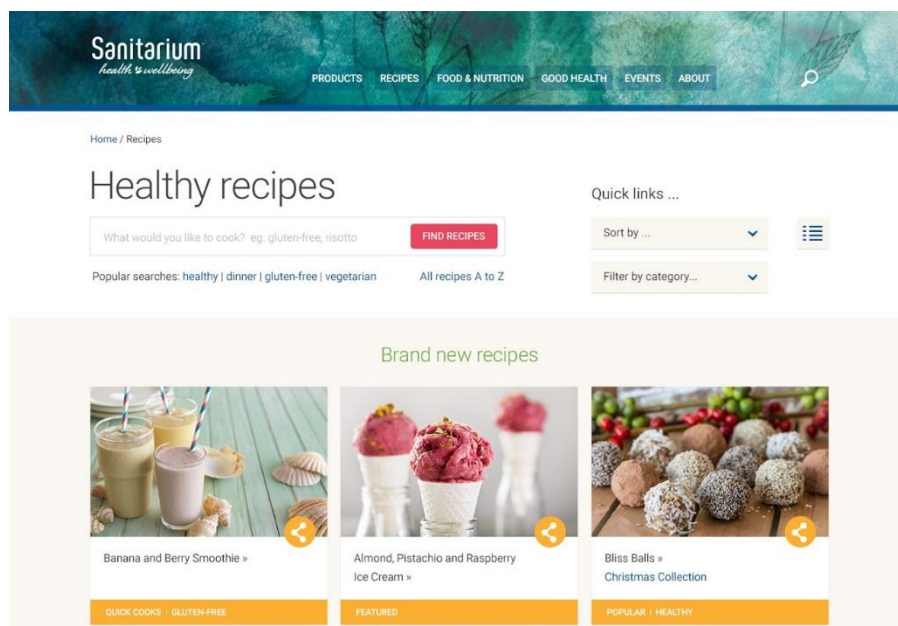 Sanitarium
health & wellbeing
PRODUCTS RECIPES FOOD & NUTRITION GOOD HEALTH EVENTS ABOUT
Home / Recipes
Healthy recipes
What would you like to cook? eg. gluten-free, risotto
FIND RECIPES
Popular searches: healthy | dinner | gluten-free | vegetarian
All recipes A to Z
Quick links ...
Sort by ...
Filter by category...
Brand new recipes
Banana and Berry Smoothie »
QUICK COOKS | GLUTEN-FREE
Almond, Pistachio and Raspberry
Ice Cream »
FEATURED
Bliss Balls »
Christmas Collection
POPULAR | HEALTHY